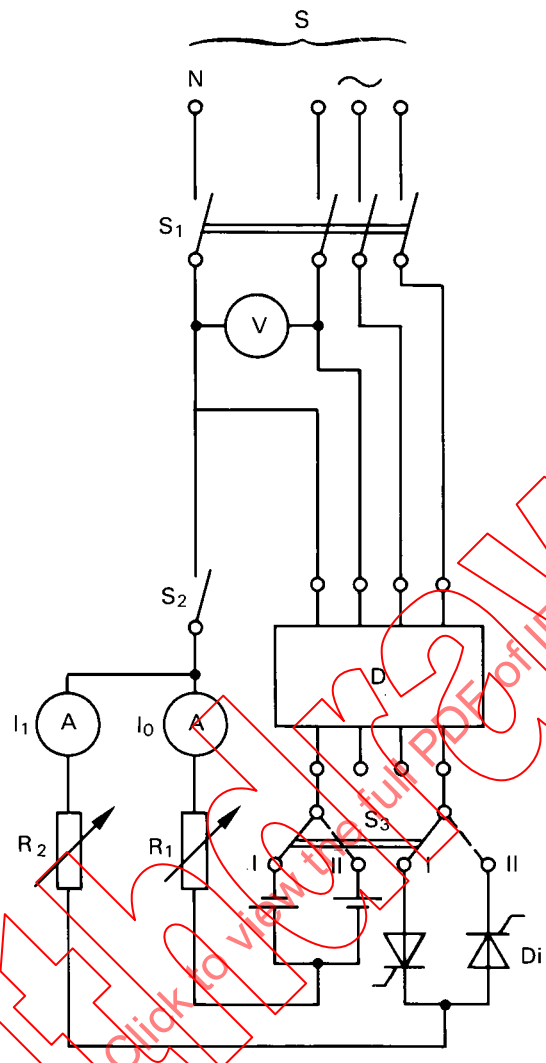 S
N
S1
V
S2
D
I1 A
I0 A
S3
R2
R1
I II I II
Di
Click to view the full PDF of